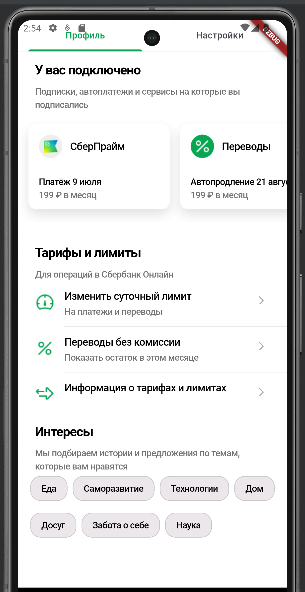 2:54
Профиль
Настройки
У вас подключено
Подписки, автоплатежи и сервисы на которые вы
подписались
СберПрайм
Платеж 9 июля
199 ₽ в месяц
Переводы
Автопродление 21 авгу
199 ₽ в месяц
Тарифы и лимиты
Для операций в Сбербанк Онлайн
Изменить суточный лимит
На платежи и переводы
Переводы без комиссии
Показать остаток в этом месяце
Информация о тарифах и лимитах
Интересы
Мы подбираем истории и предложения по темам,
которые вам нравятся
Еда Саморазвитие Технологии Дом
Досуг Забота о себе Наука